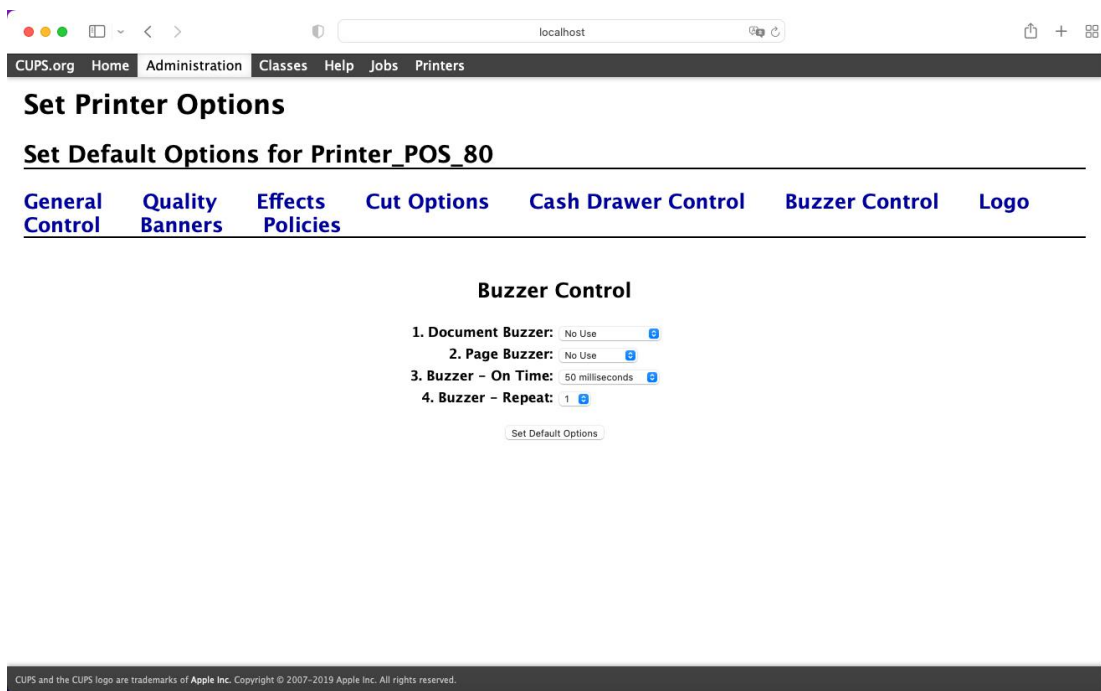 localhost
CUPS.org Home Administration Classes Help Jobs Printers
Set Printer Options
Set Default Options for Printer_POS_80
General Quality Effects Cut Options Cash Drawer Control Buzzer Control Logo
Control Banners Policies
Buzzer Control
1. Document Buzzer: No Use
2. Page Buzzer: No Use
3. Buzzer – On Time: 50 milliseconds
4. Buzzer – Repeat: 1
Set Default Options
CUPS and the CUPS logo are trademarks of Apple Inc. Copyright © 2007–2019 Apple Inc. All rights reserved.